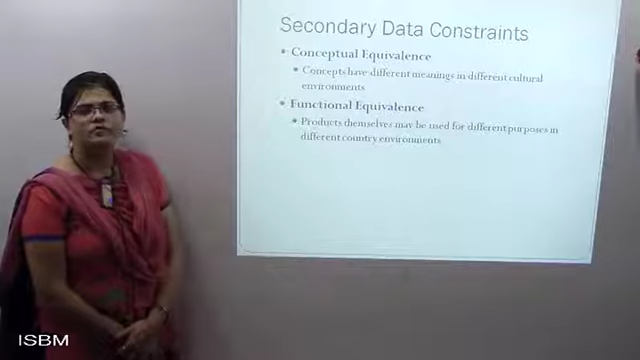 Secondary Data Constraints
Conceptual Equivalence
Concepts have different meanings in different cultural
environments
Functional Equivalence
Products themselves may be used for different purposes in
different country environments
ISBM